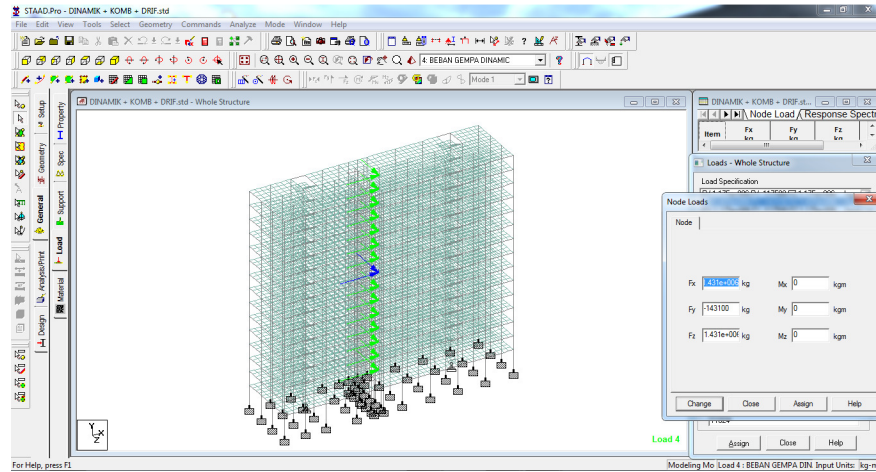 STAAD.Pro - DINAMIK + KOMB + DRIF.std
File Edit View Tools Select Geometry Commands Analyze Mode Window Help
4: BEBAN GEMPA DINAMIC
Mode 1
Setup
Geometry
General
Analysis/Print
Design
Property
Spec
Support
Load
Material
DINAMIK + KOMB + DRIF.std - Whole Structure
Y
X
Z
Load 4
DINAMIK + KOMB + DRIF.st...
Node Load Response Spectr
Item Fx Fy Fz
kg kg kg
Loads - Whole Structure
Load Specification
Node Loads
Node
Fx 1.431e+006 kg Mx 0 kgm
Fy -143100 kg My 0 kgm
Fz 1.431e+006 kg Mz 0 kgm
Change Close Assign Help
Assign Close Help
For Help, press F1
Modeling Mo Load 4 : BEBAN GEMPA DIN Input Units: kg-m